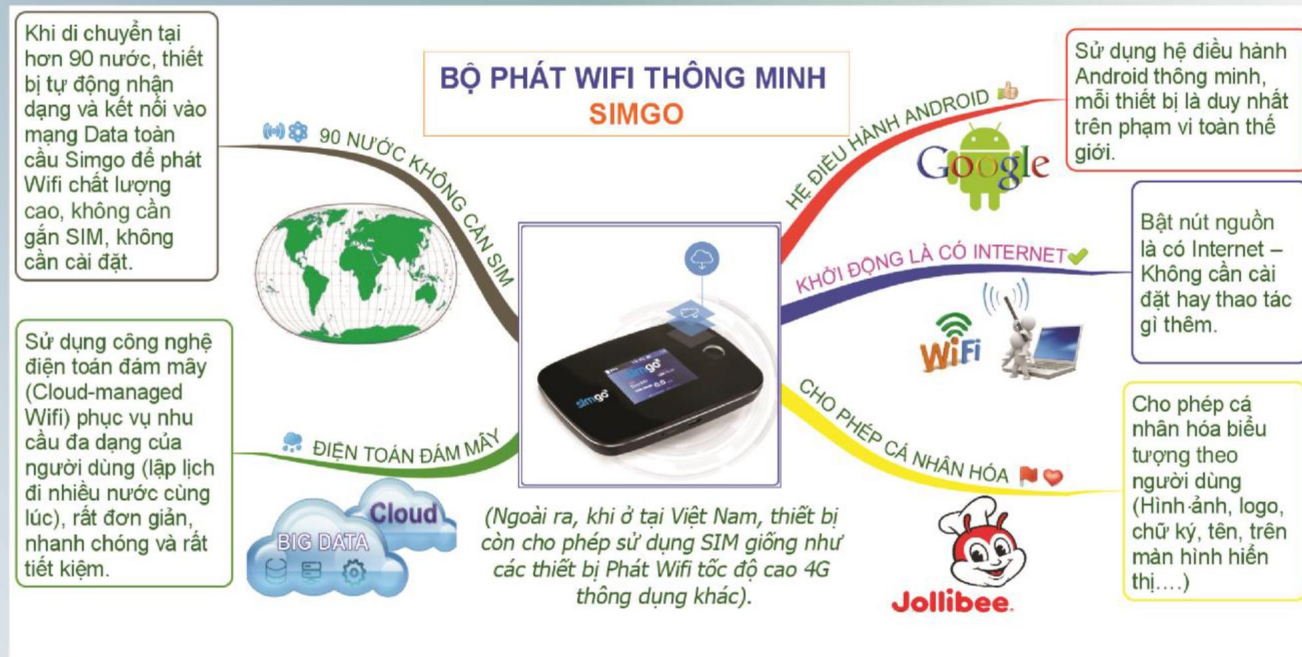 BỘ PHÁT WIFI THÔNG MINH
SIMGO
Khi di chuyển tại
hơn 90 nước, thiết
bị tự động nhận
dạng và kết nối vào
mạng Data toàn
cầu Simgo để phát
Wifi chất lượng
cao, không cần
gắn SIM, không
cần cài đặt.
90 NƯỚC KHÔNG CẦN SIM
Sử dụng công nghệ
điện toán đám mây
(Cloud-managed
Wifi) phục vụ nhu
cầu đa dạng của
người dùng (lập lịch
đi nhiều nước cùng
lúc), rất đơn giản,
nhanh chóng và rất
tiết kiệm.
ĐIỆN TOÁN ĐÁM MÂY
Cloud
BIG DATA
simgo
simgo
HỆ ĐIỀU HÀNH ANDROID
Google
Sử dụng hệ điều hành
Android thông minh,
mỗi thiết bị là duy nhất
trên phạm vi toàn thế
giới.
KHỞI ĐỘNG LÀ CÓ INTERNET
WiFi
Bật nút nguồn
là có Internet –
Không cần cài
đặt hay thao tác
gì thêm.
CHO PHÉP CÁ NHÂN HÓA
Jollibee
Cho phép cá
nhân hóa biểu
tượng theo
người dùng
(Hình ảnh, logo,
chữ ký, tên, trên
màn hình hiển
thị....)
(Ngoài ra, khi ở tại Việt Nam, thiết bị
còn cho phép sử dụng SIM giống như
các thiết bị Phát Wifi tốc độ cao 4G
thông dụng khác).